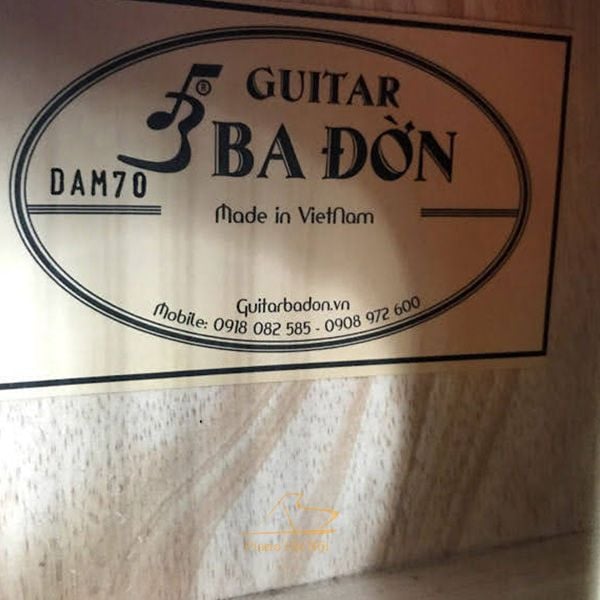 ®
GUITAR
BA ĐỜN
DAM70
Made in VietNam
Guitarbadon.vn
Mobile: 0918 082 585 - 0908 972 600